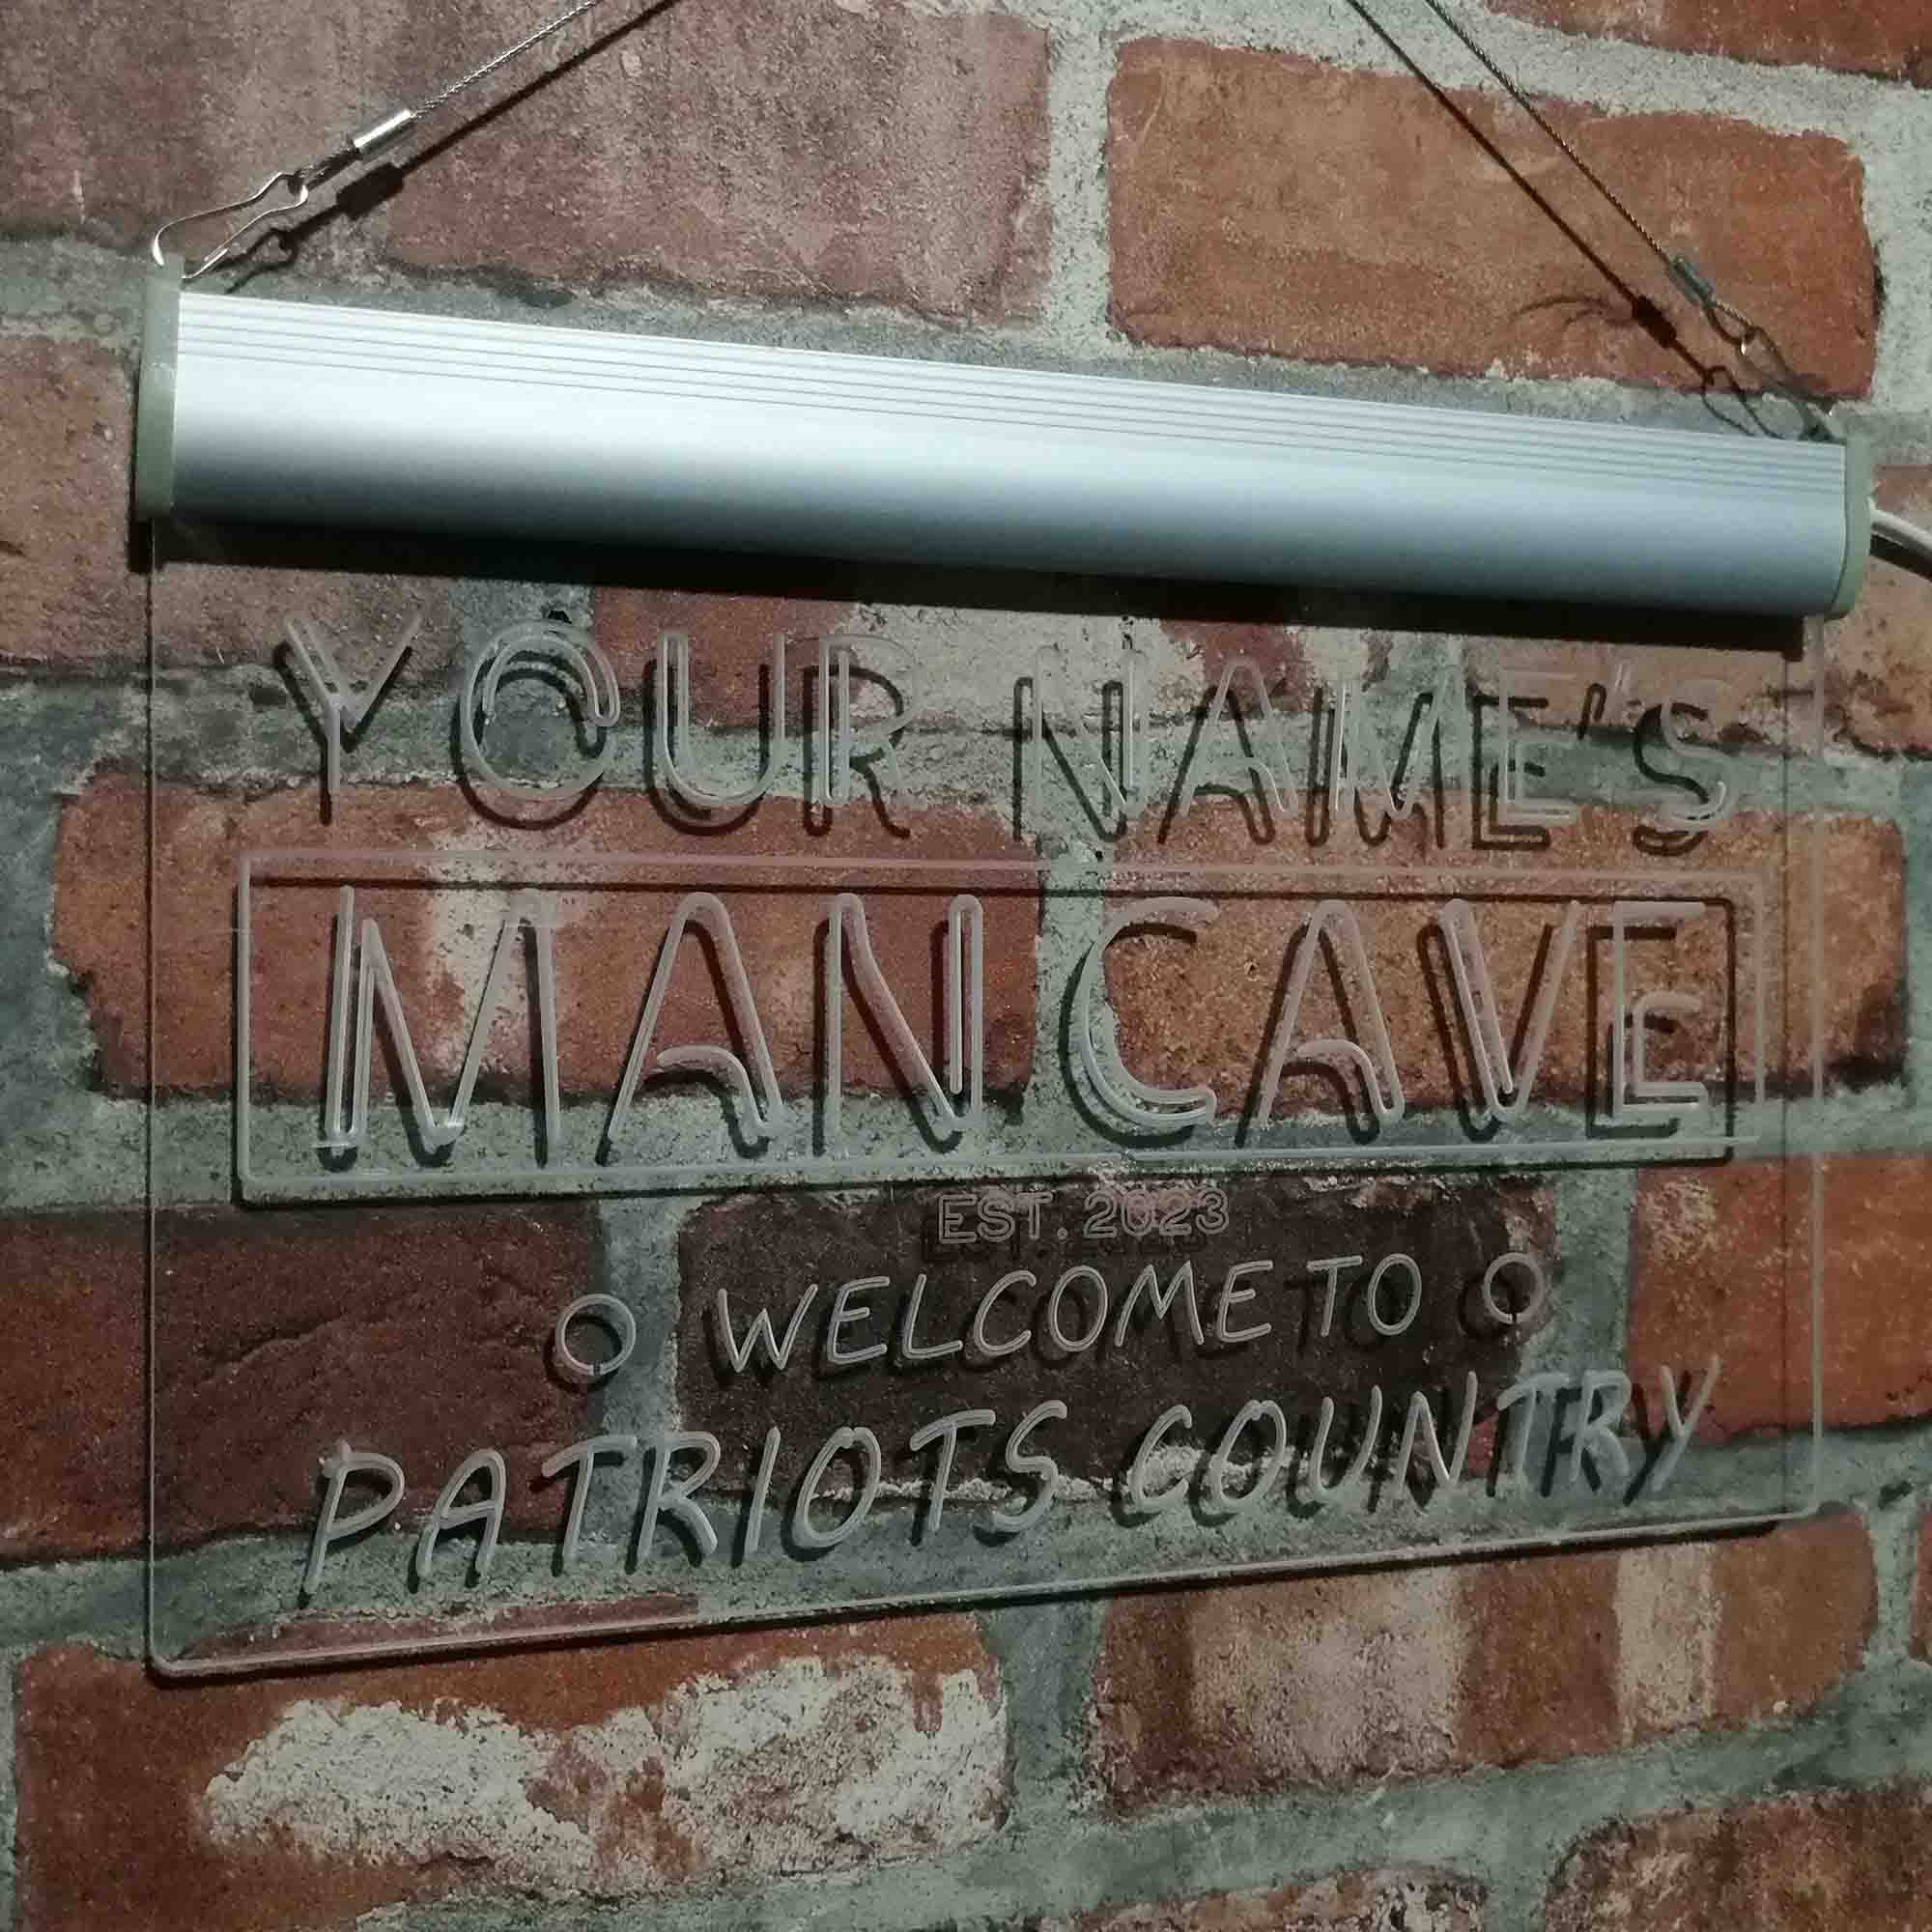 YOUR NAME'S
MAN CAVE
EST. 2023
WELCOME TO
PATRIOTS COUNTRY